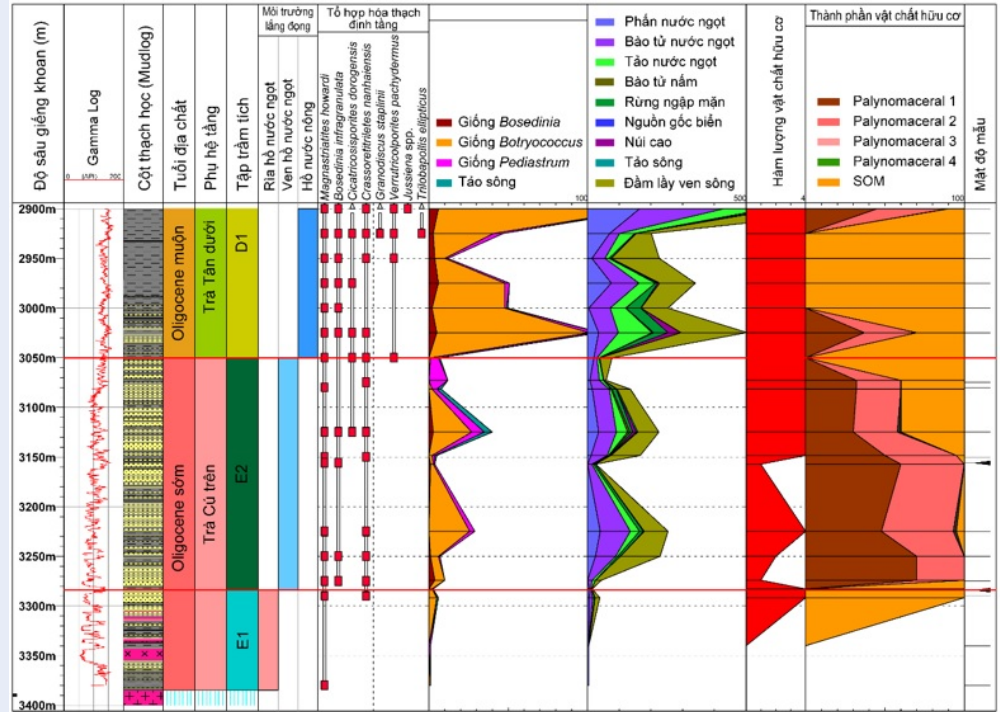 Độ sâu giếng khoan (m)
Gamma Log
0 (API) 200
Cột thạch học (Mudlog)
Tuổi địa chất
Phụ hệ tầng
Tập trầm tích
Môi trường
lắng đọng
Rìa hồ nước ngọt
Ven hồ nước ngọt
Hồ nước nông
Tổ hợp hóa thạch
định tầng
Magnastriatites howardi
Bosedinia infragranulata
Cicatricosisporites dorogensis
Crassoretitriletes nanhaiensis
Granodiscus staplinii
Verrutricolporites pachydermus
Jussiena spp.
Trilobapollis ellipticus
Giống Bosedinia
Giống Botryococcus
Giống Pediastrum
Tảo sông
100
Phấn nước ngọt
Bào tử nước ngọt
Tảo nước ngọt
Bào tử nấm
Rừng ngập mặn
Nguồn gốc biển
Núi cao
Tảo sông
Đầm lầy ven sông
500
Hàm lượng vật chất hữu cơ
4
Thành phần vật chất hữu cơ
Palynomaceral 1
Palynomaceral 2
Palynomaceral 3
Palynomaceral 4
SOM
100
Mật độ mẫu
2900m
2950m
3000m
3050m
3100m
3150m
3200m
3250m
3300m
3350m
3400m
Oligocene muộn
Trà Tân dưới
D1
Oligocene sớm
Trà Cú trên
E2
E1